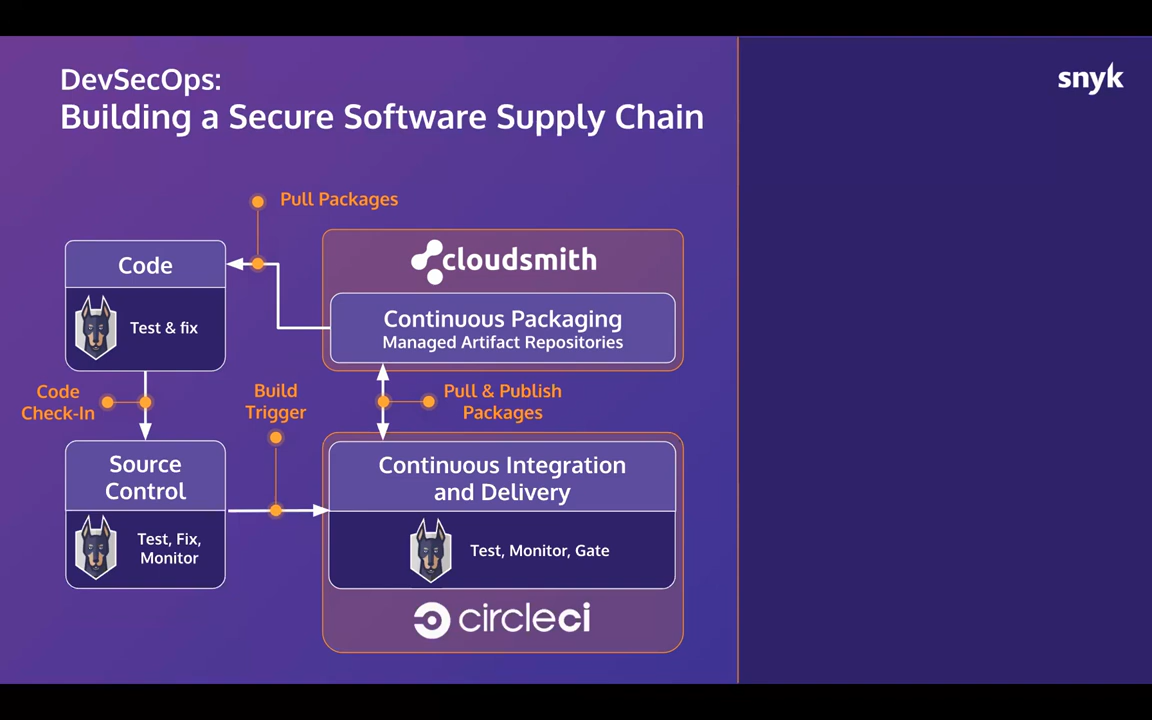 DevSecOps:
Building a Secure Software Supply Chain
snyk
Pull Packages
Code
Test & fix
cloudsmith
Continuous Packaging
Managed Artifact Repositories
Code
Check-In
Build
Trigger
Pull & Publish
Packages
Source
Control
Test, Fix,
Monitor
Continuous Integration
and Delivery
Test, Monitor, Gate
circleci